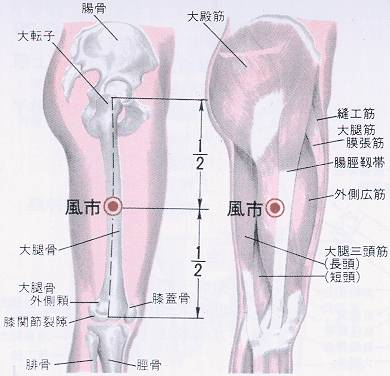 腸骨
大転子
1/2
風市
大腿骨
1/2
大腿骨
外側顆
膝蓋骨
膝関節裂隙
腓骨
脛骨
大殿筋
縫工筋
大腿筋
膜張筋
腸脛靱帯
外側広筋
風市
大腿三頭筋
(長頭)
(短頭)